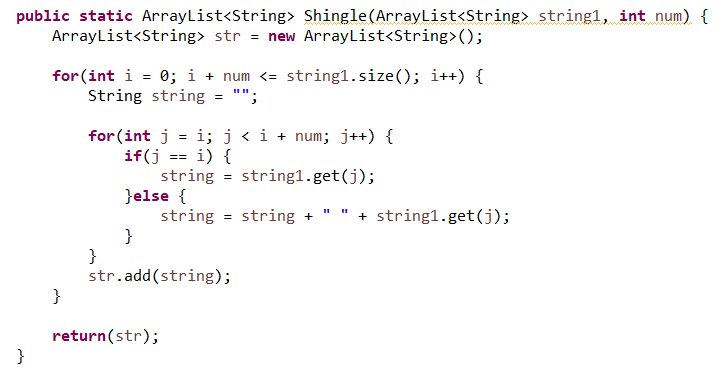 public static ArrayList<String> Shingle(ArrayList<String> string1, int num) {
    ArrayList<String> str = new ArrayList<String>();

    for(int i = 0; i + num <= string1.size(); i++) {
        String string = "";

        for(int j = i; j < i + num; j++) {
            if(j == i) {
                string = string1.get(j);
            }else {
                string = string + " " + string1.get(j);
            }
        }
        str.add(string);
    }

    return(str);
}